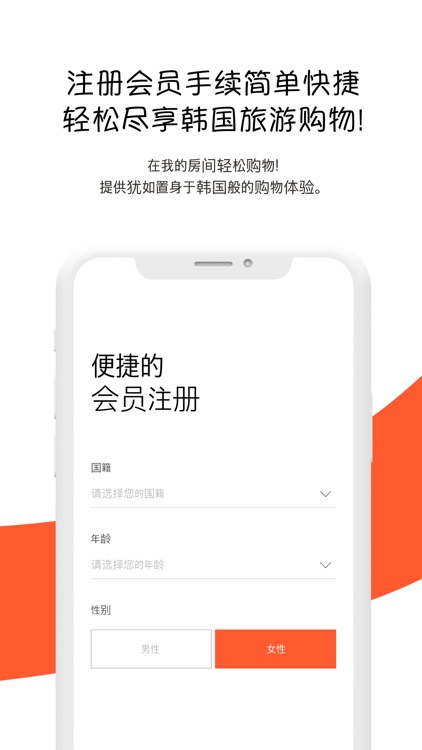 注册会员手续简单快捷
轻松尽享韩国旅游购物!
在我的房间轻松购物!
提供犹如置身于韩国般的购物体验。
便捷的
会员注册
国籍
请选择您的国籍
年龄
请选择您的年龄
性别
男性 女性